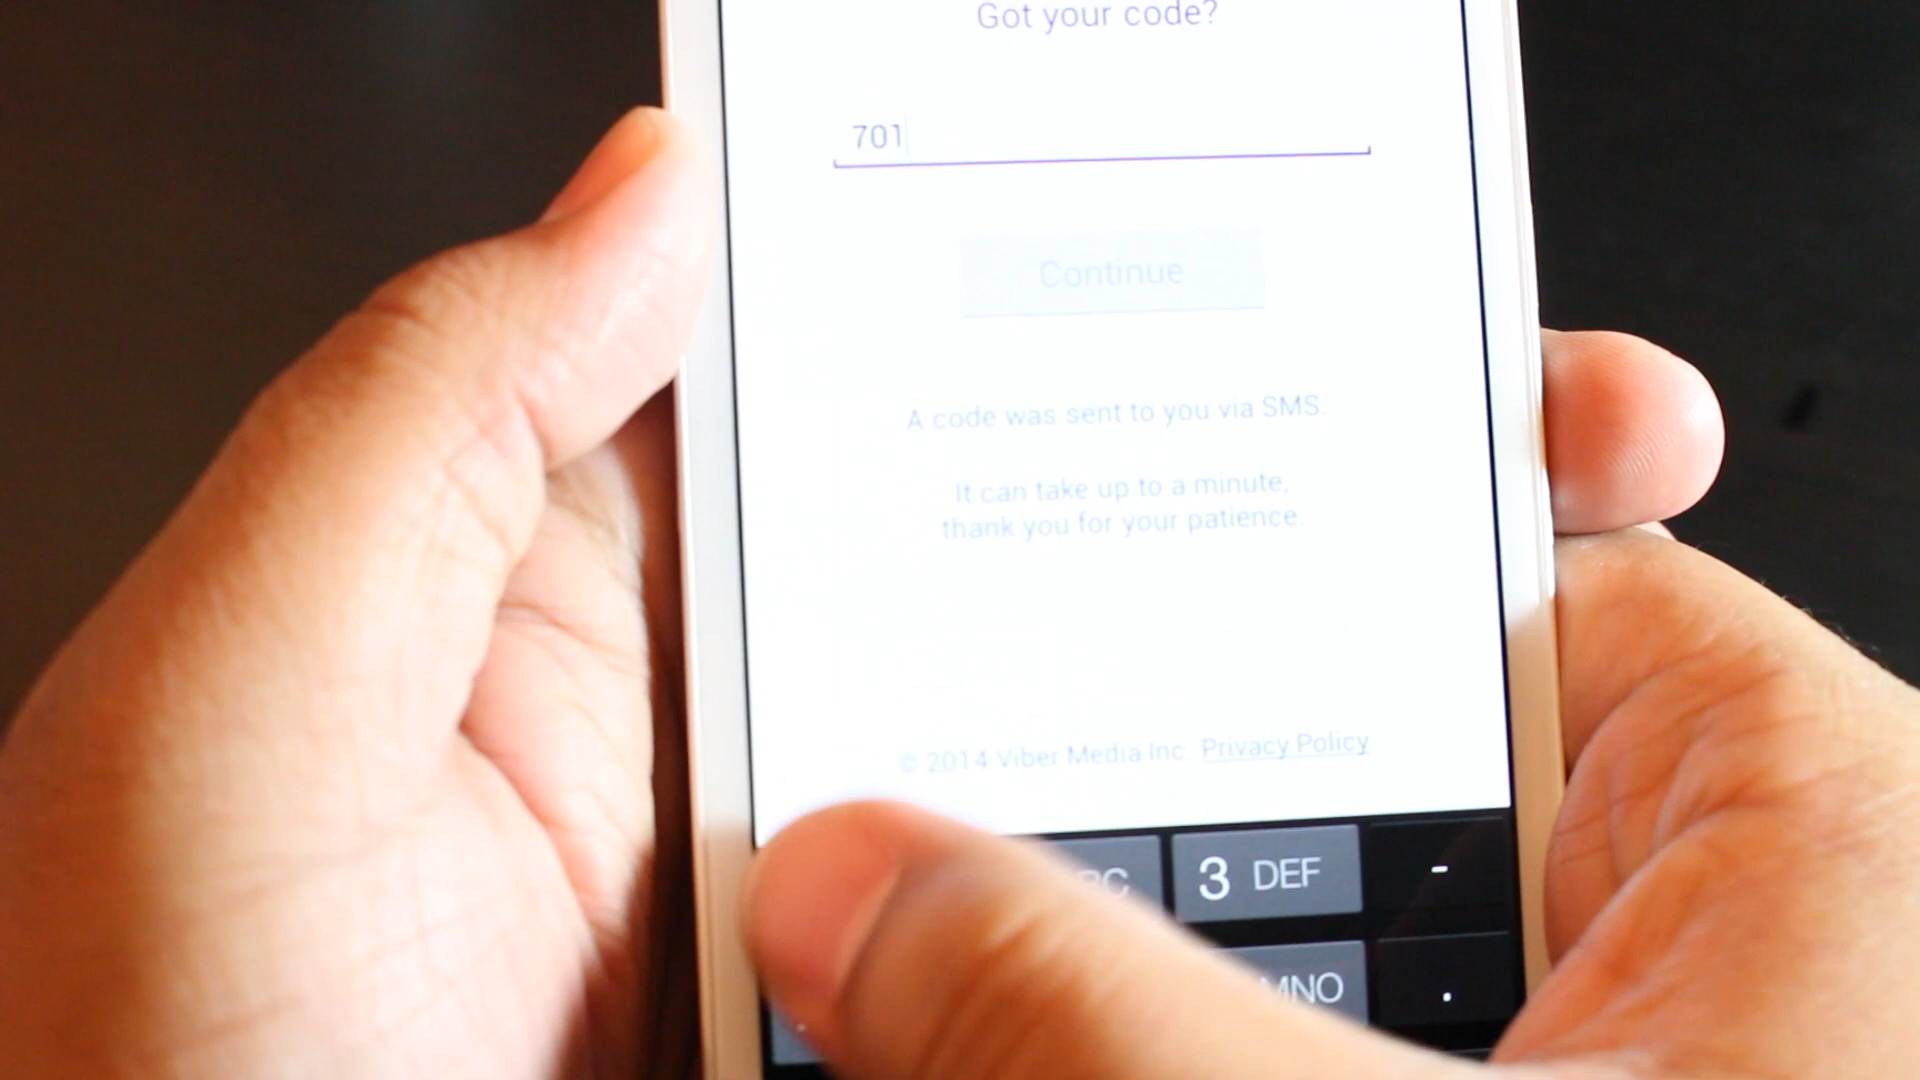 Got your code?
701
Continue
A code was sent to you via SMS.
It can take up to a minute,
thank you for your patience.
© 2014 Viber Media Inc Privacy Policy
BC 3 DEF -
MNO .